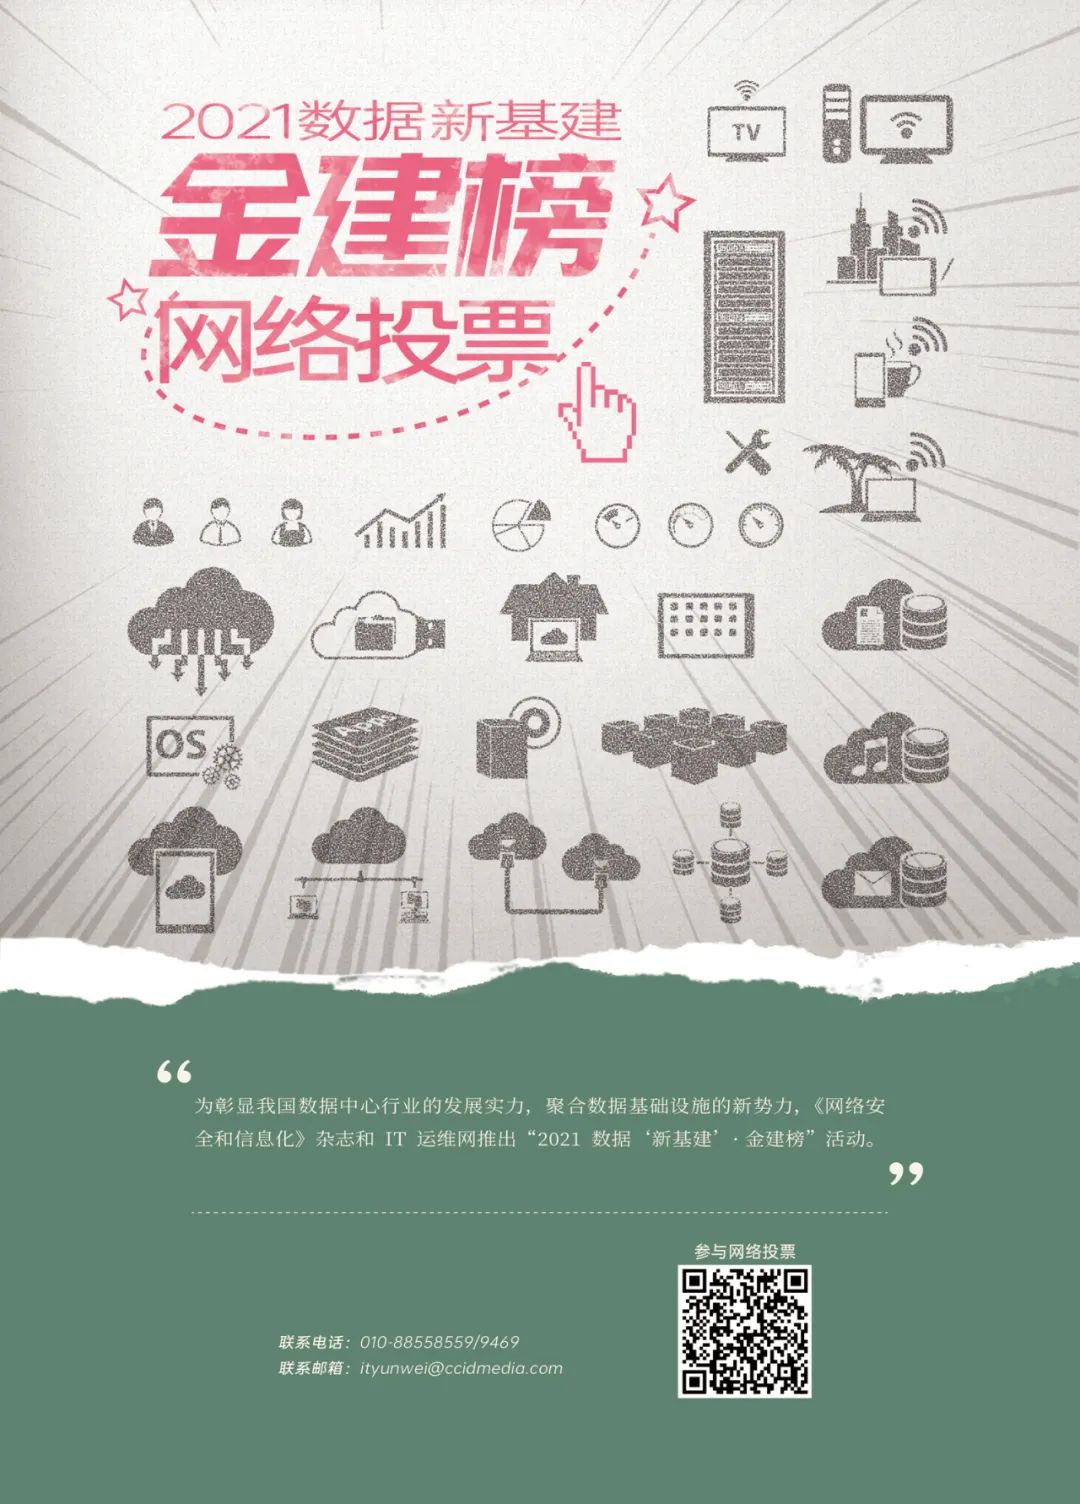 2021数据新基建
金建榜
网络投票
TV
OS
APPS
“
为彰显我国数据中心行业的发展实力，聚合数据基础设施的新势力，《网络安
全和信息化》杂志和 IT 运维网推出“2021 数据‘新基建’·金建榜”活动。
”
参与网络投票
联系电话：010-88558559/9469
联系邮箱：ityunwei@ccidmedia.com